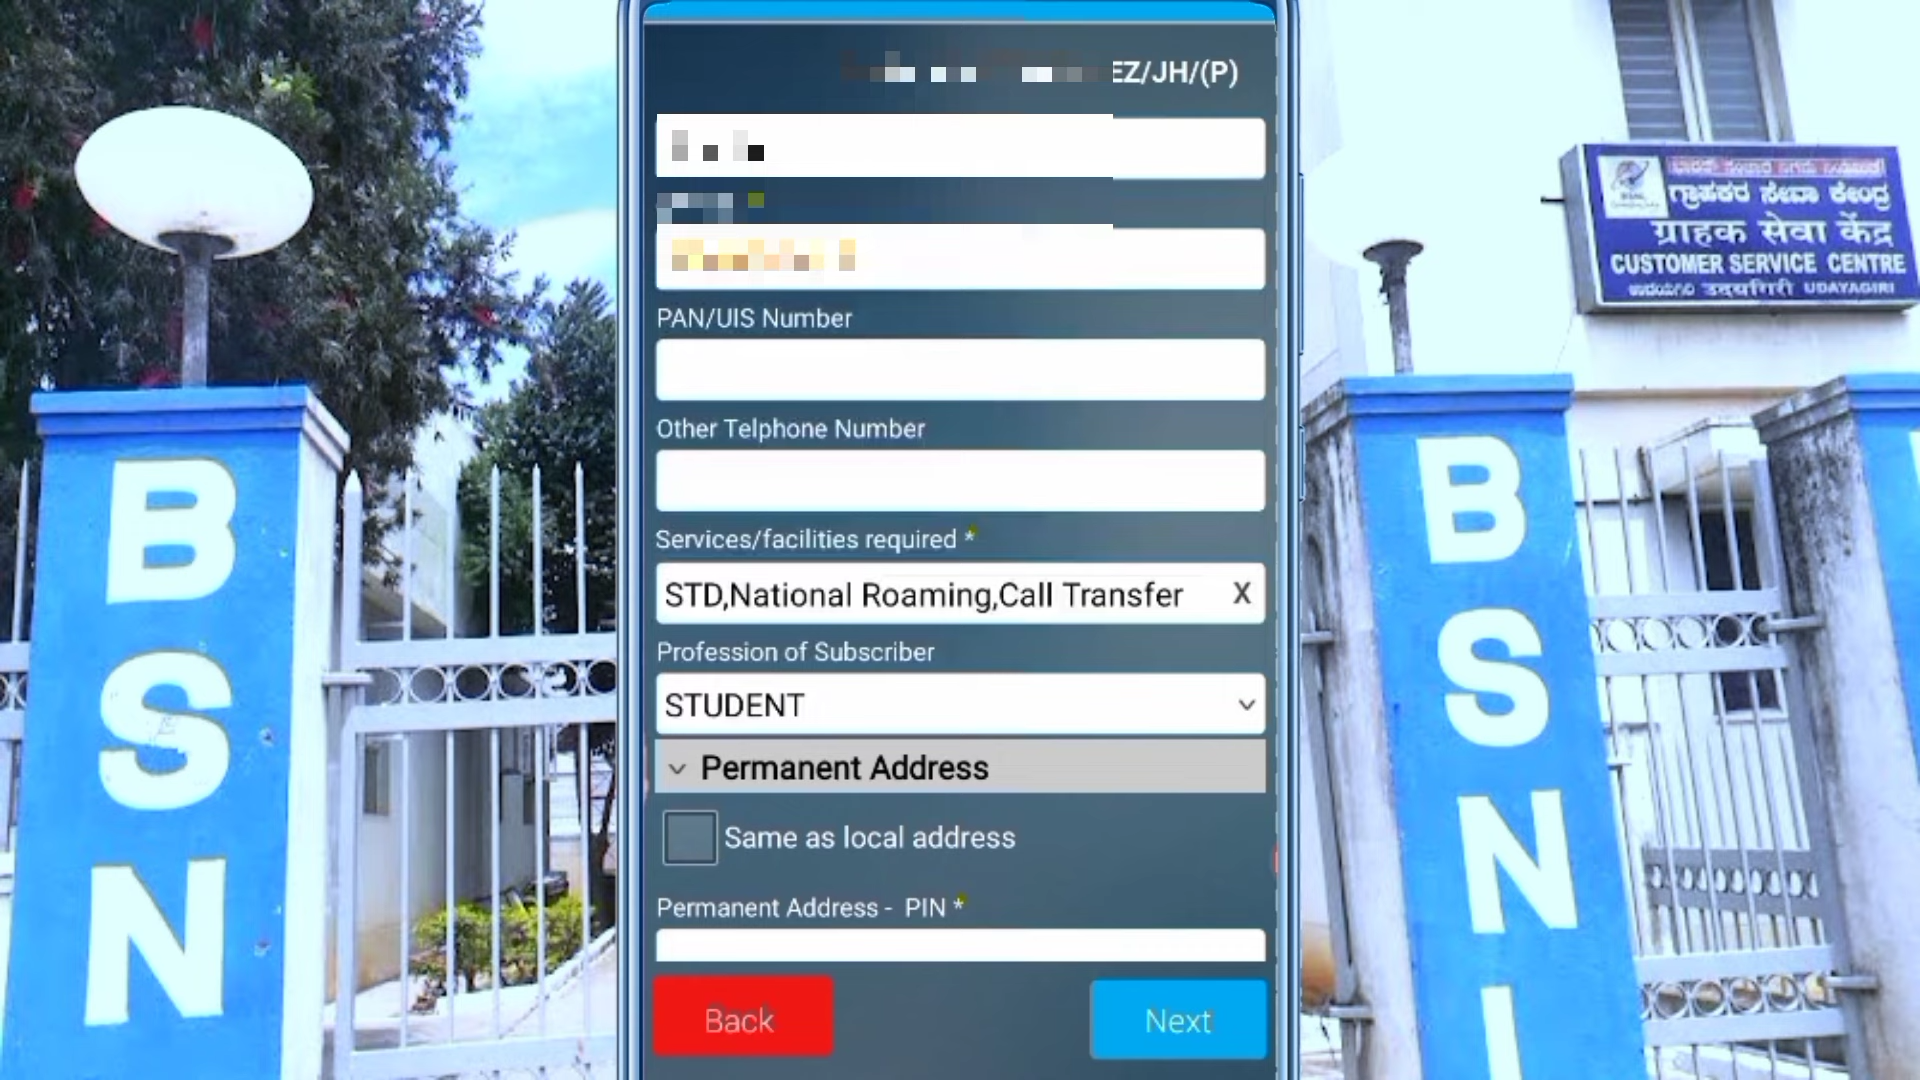 EZ/JH/(P)
PAN/UIS Number
Other Telphone Number
Services/facilities required *
STD,National Roaming,Call Transfer X
Profession of Subscriber
STUDENT
Permanent Address
Same as local address
Permanent Address - PIN *
Back
Next
B
S
N
ಗ್ರಾಹಕರ ಸೇವಾ ಕೇಂದ್ರ
ग्राहक सेवा केंद्र
CUSTOMER SERVICE CENTRE
ಉದಯಗಿರಿ उदयगिरी UDAYAGIRI
B
S
N
L